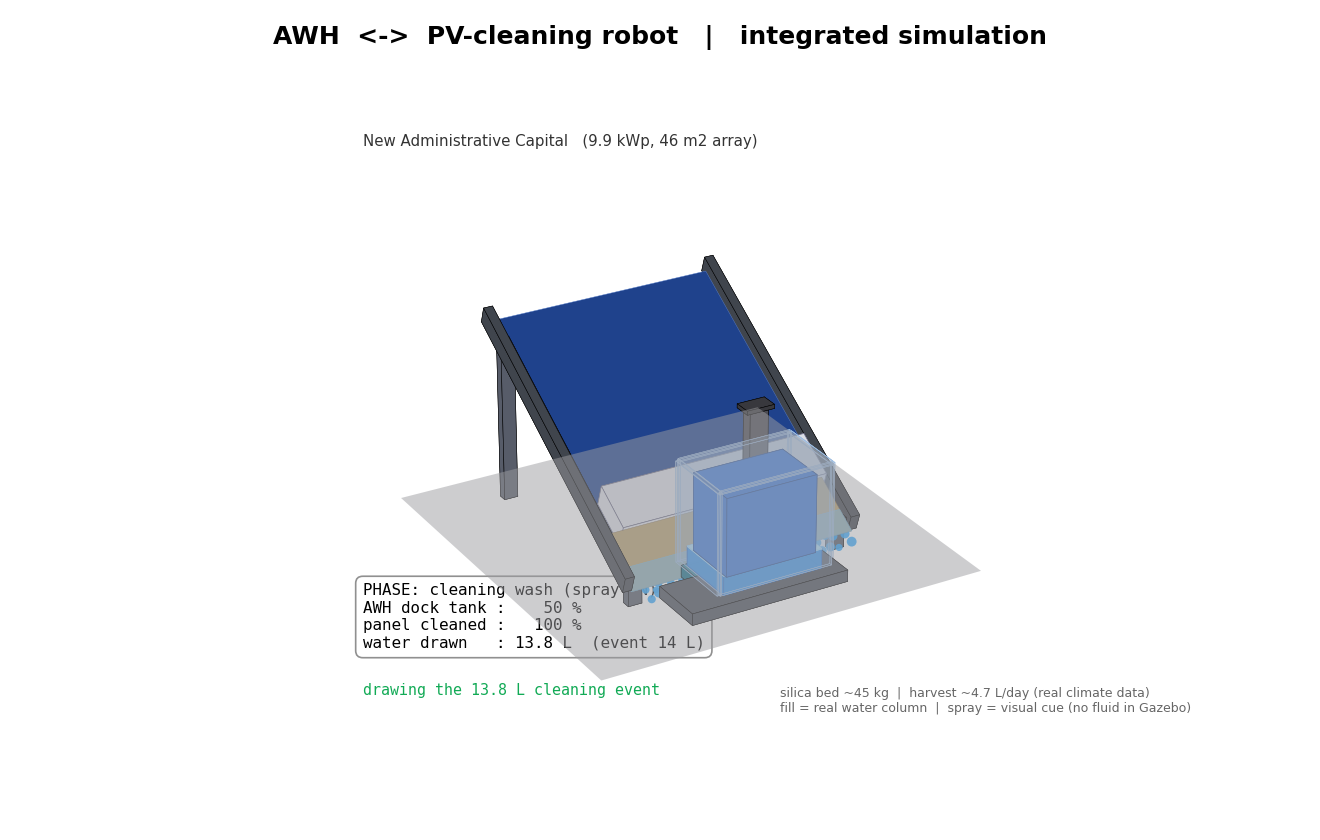 AWH <-> PV-cleaning robot | integrated simulation
New Administrative Capital (9.9 kWp, 46 m2 array)
PHASE: cleaning wash (spray
AWH dock tank : 50 %
panel cleaned : 100 %
water drawn : 13.8 L (event 14 L)
drawing the 13.8 L cleaning event
silica bed ~45 kg | harvest ~4.7 L/day (real climate data)
fill = real water column | spray = visual cue (no fluid in Gazebo)